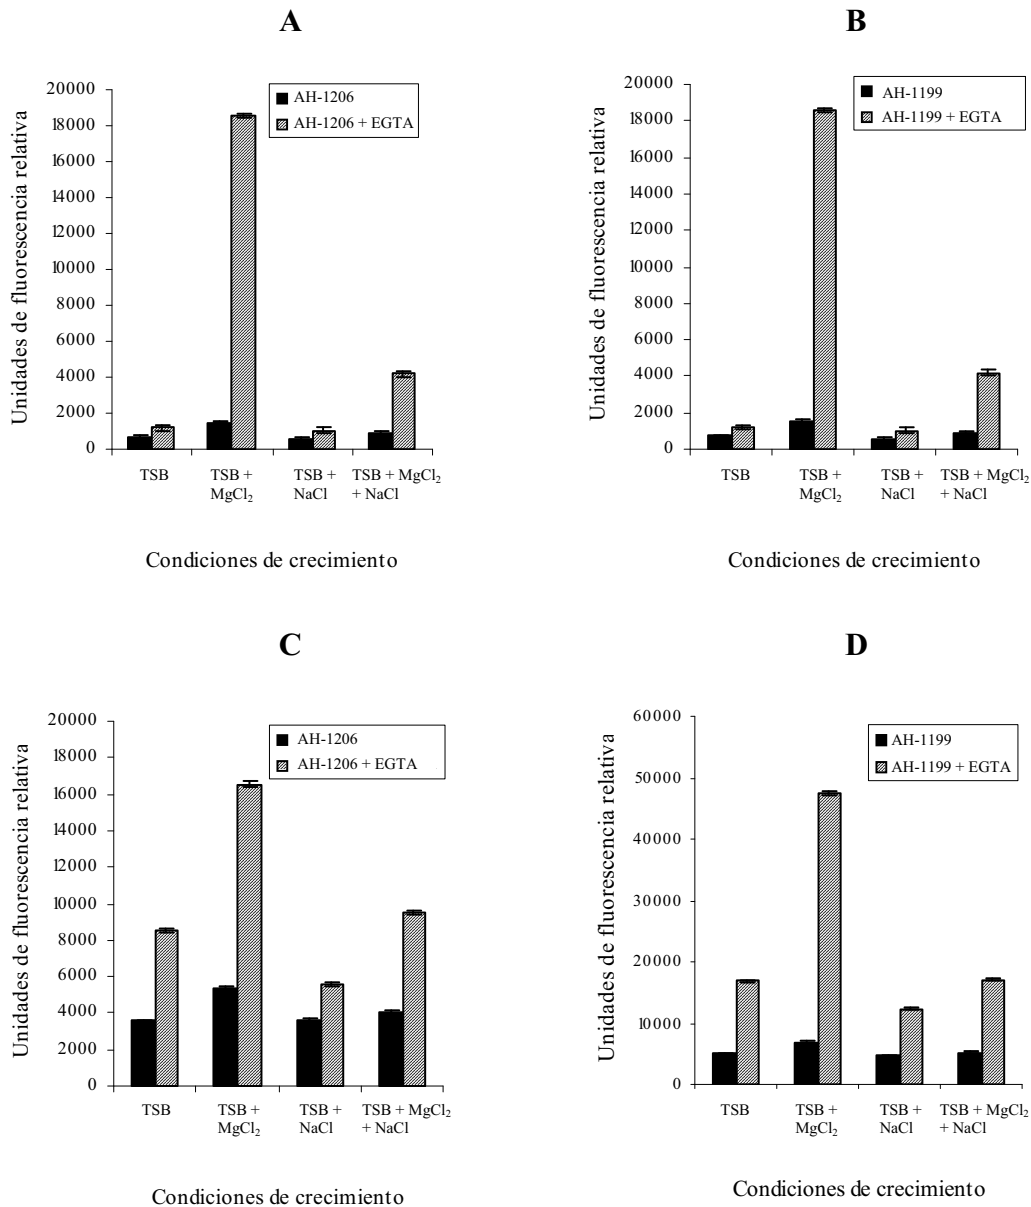 A
Unidades de fluorescencia relativa
20000
18000
16000
14000
12000
10000
8000
6000
4000
2000
0
AH-1206
AH-1206 + EGTA
TSB
TSB +
MgCl₂
TSB +
NaCl
TSB + MgCl₂
+ NaCl
Condiciones de crecimiento
B
Unidades de fluorescencia relativa
20000
18000
16000
14000
12000
10000
8000
6000
4000
2000
0
AH-1199
AH-1199 + EGTA
TSB
TSB +
MgCl₂
TSB +
NaCl
TSB + MgCl₂
+ NaCl
Condiciones de crecimiento
C
Unidades de fluorescencia relativa
20000
18000
16000
14000
12000
10000
8000
6000
4000
2000
0
AH-1206
AH-1206 + EGTA
TSB
TSB +
MgCl₂
TSB +
NaCl
TSB + MgCl₂
+ NaCl
Condiciones de crecimiento
D
Unidades de fluorescencia relativa
60000
50000
40000
30000
20000
10000
0
AH-1199
AH-1199 + EGTA
TSB
TSB +
MgCl₂
TSB +
NaCl
TSB + MgCl₂
+ NaCl
Condiciones de crecimiento